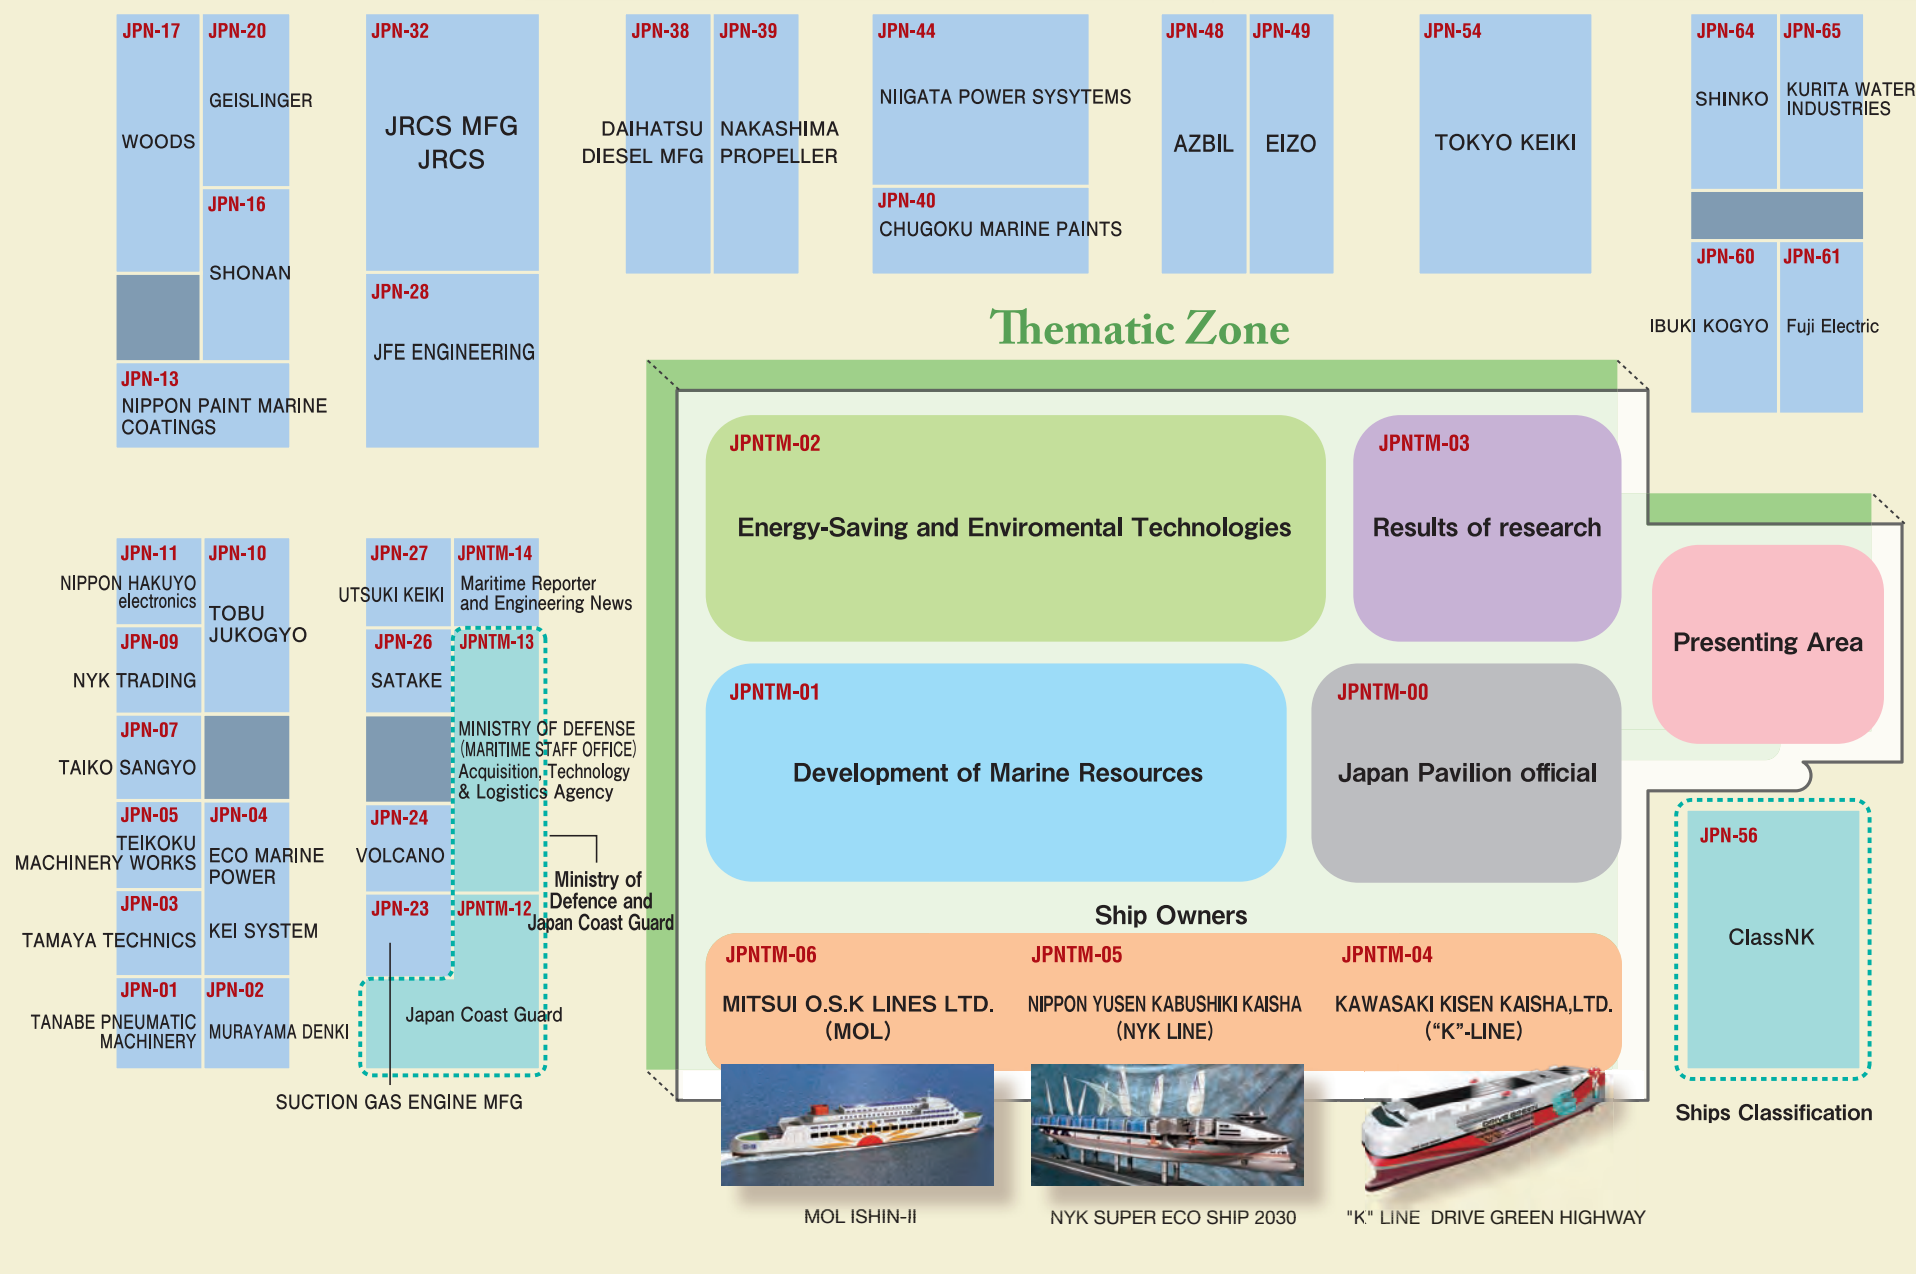 JPN-17
WOODS
JPN-20
GEISLINGER
JPN-16
SHONAN
JPN-13
NIPPON PAINT MARINE
COATINGS
JPN-32
JRCS MFG
JRCS
JPN-28
JFE ENGINEERING
JPN-38
DAIHATSU
DIESEL MFG
JPN-39
NAKASHIMA
PROPELLER
JPN-44
NIIGATA POWER SYSYTEMS
JPN-40
CHUGOKU MARINE PAINTS
JPN-48
AZBIL
JPN-49
EIZO
JPN-54
TOKYO KEIKI
JPN-64
SHINKO
JPN-65
KURITA WATER
INDUSTRIES
JPN-60
IBUKI KOGYO
JPN-61
Fuji Electric
Thematic Zone
JPNTM-02
Energy-Saving and Enviromental Technologies
JPNTM-03
Results of research
Presenting Area
JPNTM-01
Development of Marine Resources
JPNTM-00
Japan Pavilion official
Ship Owners
JPNTM-06
MITSUI O.S.K LINES LTD.
(MOL)
JPNTM-05
NIPPON YUSEN KABUSHIKI KAISHA
(NYK LINE)
JPNTM-04
KAWASAKI KISEN KAISHA,LTD.
(“K”-LINE)
JPN-11
NIPPON HAKUYO
electronics
JPN-10
TOBU
JUKOGYO
JPN-09
NYK TRADING
JPN-07
TAIKO SANGYO
JPN-05
TEIKOKU
MACHINERY WORKS
JPN-04
ECO MARINE
POWER
KEI SYSTEM
JPN-03
TAMAYA TECHNICS
JPN-01
TANABE PNEUMATIC
MACHINERY
JPN-02
MURAYAMA DENKI
JPN-27
UTSUKI KEIKI
JPNTM-14
Maritime Reporter
and Engineering News
JPN-26
SATAKE
JPNTM-13
MINISTRY OF DEFENSE
(MARITIME STAFF OFFICE)
Acquisition, Technology
& Logistics Agency
JPN-24
VOLCANO
Ministry of
Defence and
Japan Coast Guard
JPN-23
JPNTM-12
Japan Coast Guard
SUCTION GAS ENGINE MFG
JPN-56
ClassNK
Ships Classification
DRIVE GREEN
MOL ISHIN-II
NYK SUPER ECO SHIP 2030
"K" LINE DRIVE GREEN HIGHWAY